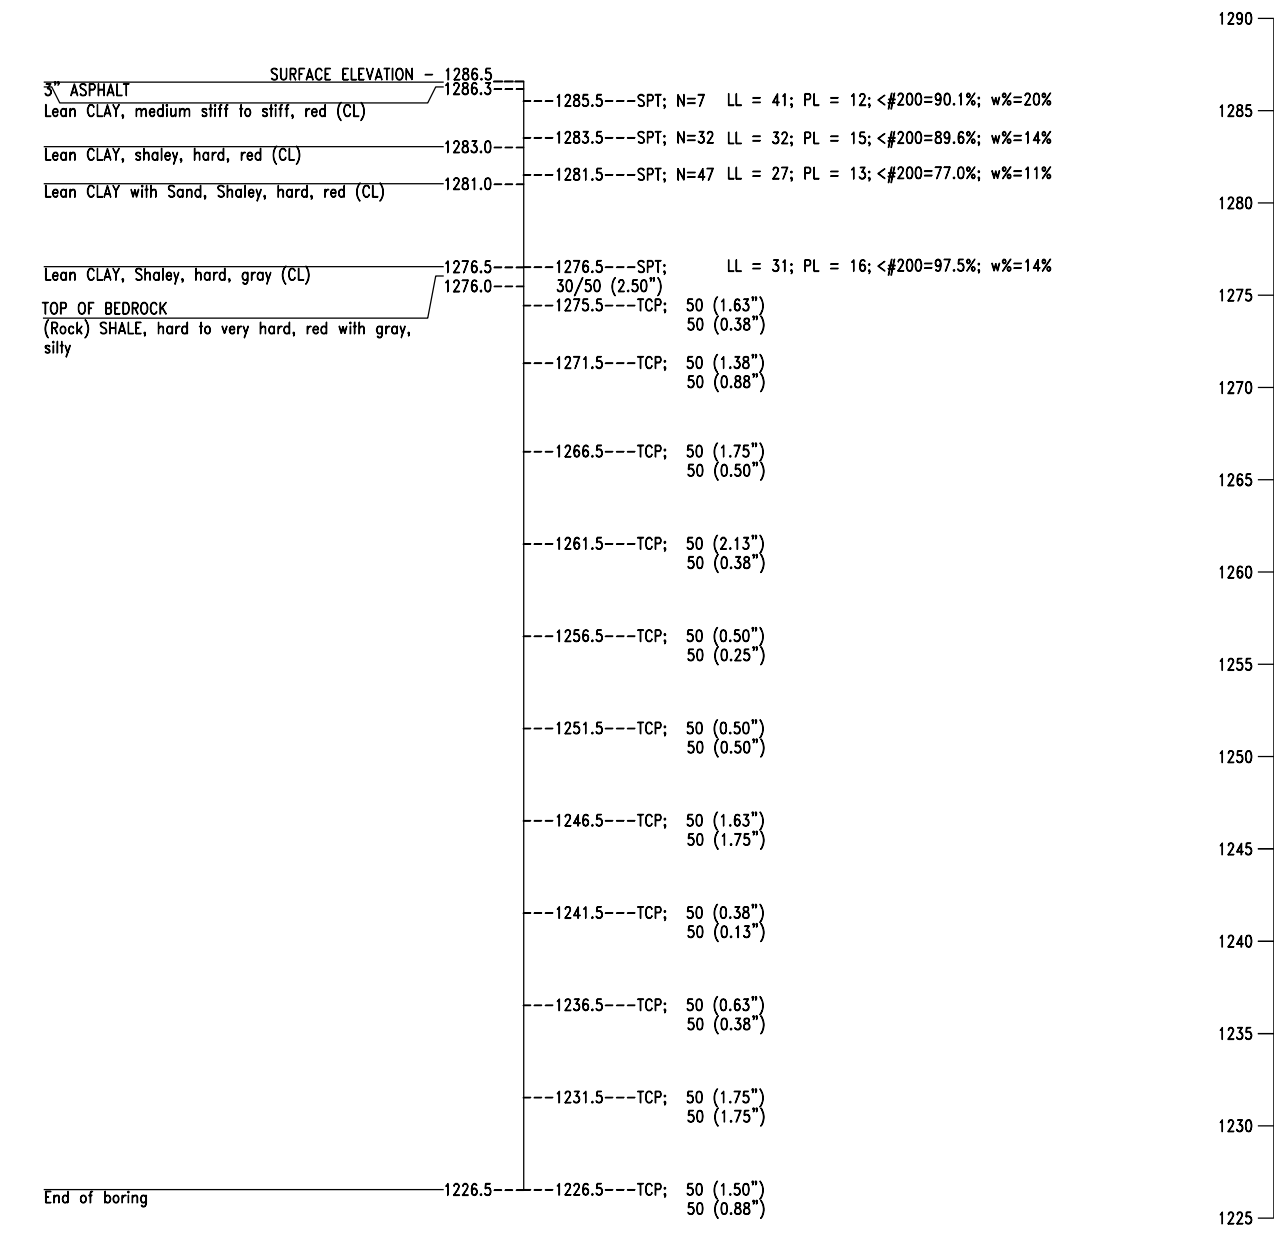 1290
SURFACE ELEVATION - 1286.5
3" ASPHALT 1286.3
Lean CLAY, medium stiff to stiff, red (CL)
1285.5---SPT; N=7 LL = 41; PL = 12; <#200=90.1%; w%=20%
1285
1283.5---SPT; N=32 LL = 32; PL = 15; <#200=89.6%; w%=14%
Lean CLAY, shaley, hard, red (CL) 1283.0
1281.5---SPT; N=47 LL = 27; PL = 13; <#200=77.0%; w%=11%
Lean CLAY with Sand, Shaley, hard, red (CL) 1281.0
1280
Lean CLAY, Shaley, hard, gray (CL) 1276.5 1276.5---SPT; LL = 31; PL = 16; <#200=97.5%; w%=14%
1276.0 30/50 (2.50")
TOP OF BEDROCK
(Rock) SHALE, hard to very hard, red with gray,
silty
1275.5---TCP; 50 (1.63")
50 (0.38")
1275
1271.5---TCP; 50 (1.38")
50 (0.88")
1270
1266.5---TCP; 50 (1.75")
50 (0.50")
1265
1261.5---TCP; 50 (2.13")
50 (0.38")
1260
1256.5---TCP; 50 (0.50")
50 (0.25")
1255
1251.5---TCP; 50 (0.50")
50 (0.50")
1250
1246.5---TCP; 50 (1.63")
50 (1.75")
1245
1241.5---TCP; 50 (0.38")
50 (0.13")
1240
1236.5---TCP; 50 (0.63")
50 (0.38")
1235
1231.5---TCP; 50 (1.75")
50 (1.75")
1230
End of boring 1226.5 1226.5---TCP; 50 (1.50")
50 (0.88")
1225